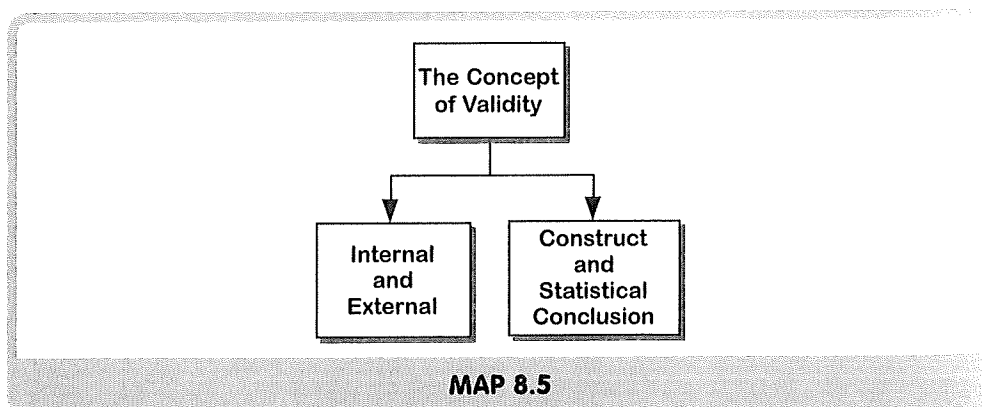 The Concept
of Validity
Internal
and
External
Construct
and
Statistical
Conclusion
MAP 8.5